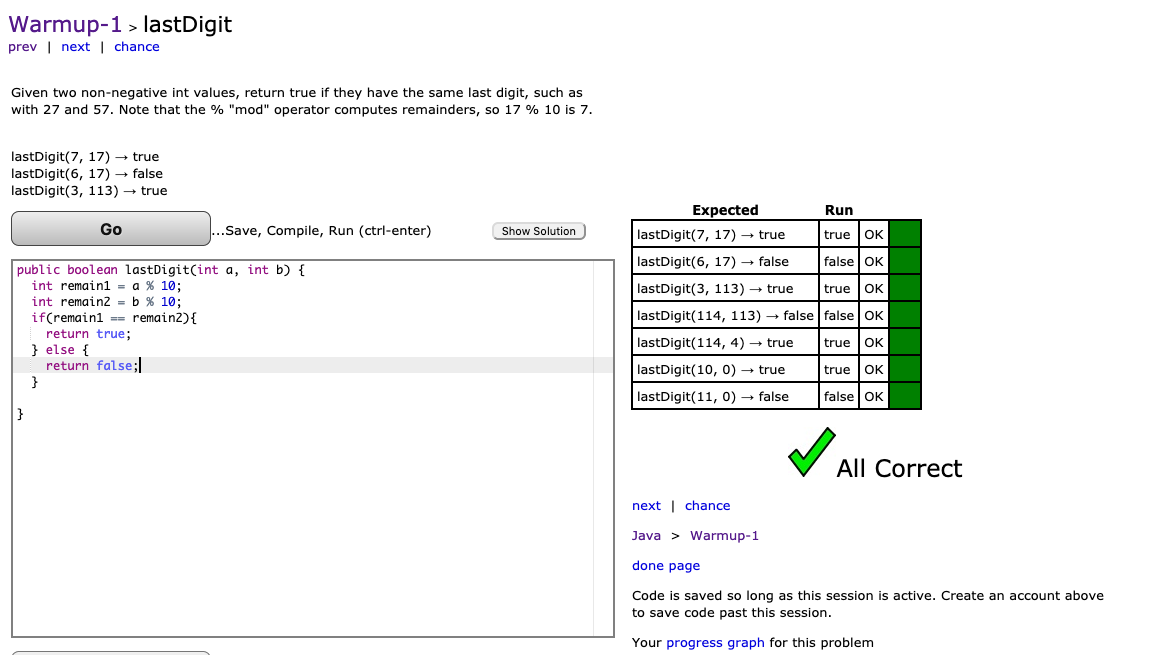 Warmup-1 > lastDigit
prev | next | chance
Given two non-negative int values, return true if they have the same last digit, such as
with 27 and 57. Note that the % "mod" operator computes remainders, so 17 % 10 is 7.
lastDigit(7, 17) → true
lastDigit(6, 17) → false
lastDigit(3, 113) → true
Go
...Save, Compile, Run (ctrl-enter)
Show Solution
public boolean lastDigit(int a, int b) {
  int remain1 = a % 10;
  int remain2 = b % 10;
  if(remain1 == remain2){
    return true;
  } else {
    return false;
  }
}
Expected Run
lastDigit(7, 17) → true true OK
lastDigit(6, 17) → false false OK
lastDigit(3, 113) → true true OK
lastDigit(114, 113) → false false OK
lastDigit(114, 4) → true true OK
lastDigit(10, 0) → true true OK
lastDigit(11, 0) → false false OK
All Correct
next | chance
Java > Warmup-1
done page
Code is saved so long as this session is active. Create an account above
to save code past this session.
Your progress graph for this problem